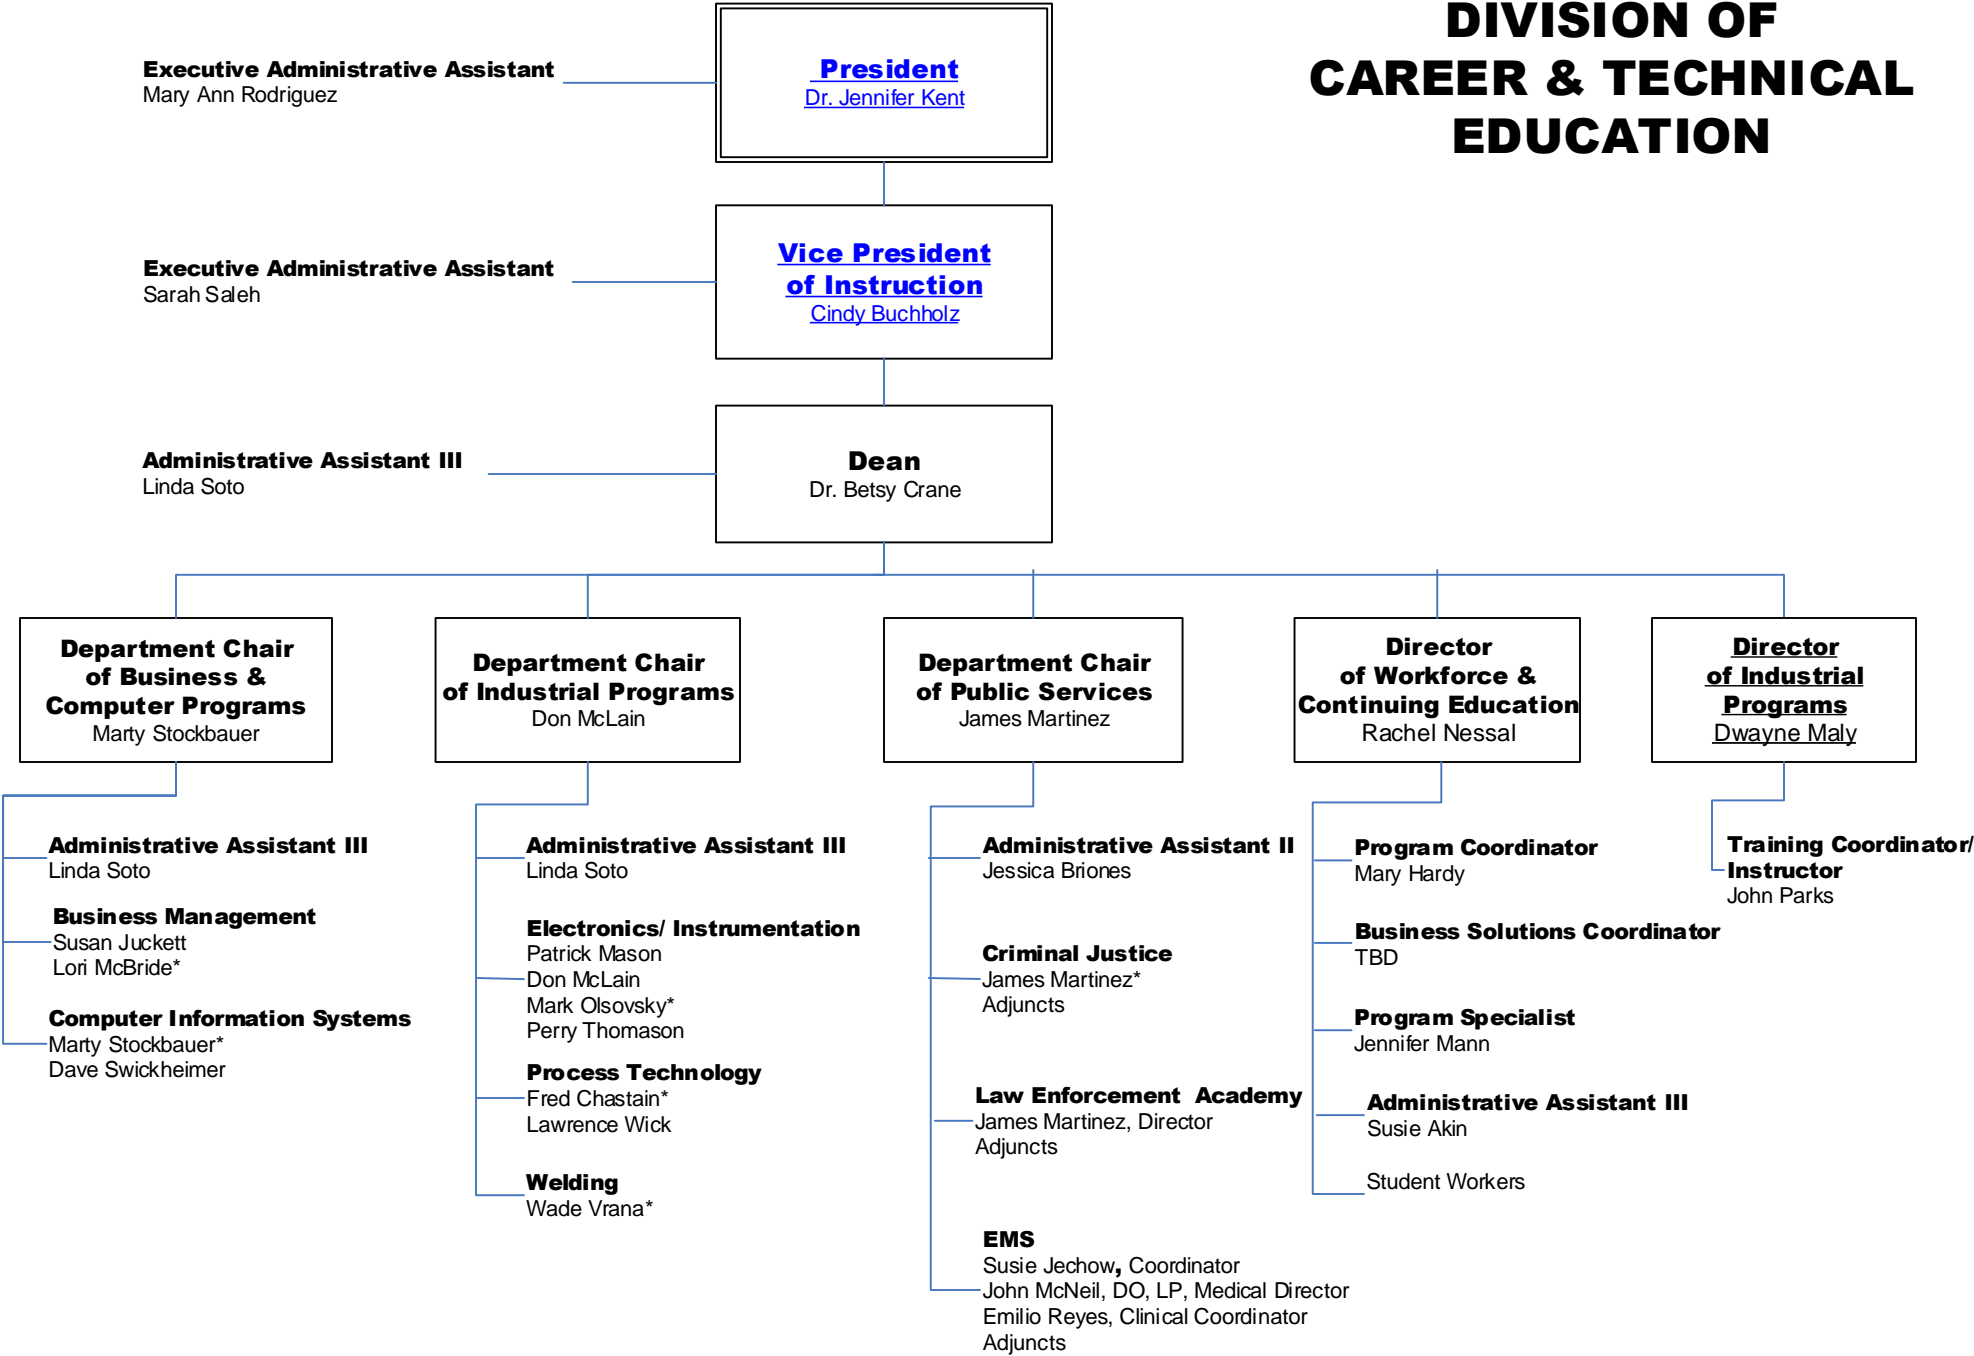 DIVISION OF
CAREER & TECHNICAL
EDUCATION
Executive Administrative Assistant
Mary Ann Rodriguez
President
Dr. Jennifer Kent
Executive Administrative Assistant
Sarah Saleh
Vice President
of Instruction
Cindy Buchholz
Administrative Assistant III
Linda Soto
Dean
Dr. Betsy Crane
Department Chair
of Business &
Computer Programs
Marty Stockbauer
Department Chair
of Industrial Programs
Don McLain
Department Chair
of Public Services
James Martinez
Director
of Workforce &
Continuing Education
Rachel Nessal
Director
of Industrial
Programs
Dwayne Maly
Administrative Assistant III
Linda Soto
Business Management
Susan Juckett
Lori McBride*
Computer Information Systems
Marty Stockbauer*
Dave Swickheimer
Administrative Assistant III
Linda Soto
Electronics/ Instrumentation
Patrick Mason
Don McLain
Mark Olsovsky*
Perry Thomason
Process Technology
Fred Chastain*
Lawrence Wick
Welding
Wade Vrana*
Administrative Assistant II
Jessica Briones
Criminal Justice
James Martinez*
Adjuncts
Law Enforcement Academy
James Martinez, Director
Adjuncts
EMS
Susie Jechow, Coordinator
John McNeil, DO, LP, Medical Director
Emilio Reyes, Clinical Coordinator
Adjuncts
Program Coordinator
Mary Hardy
Business Solutions Coordinator
TBD
Program Specialist
Jennifer Mann
Administrative Assistant III
Susie Akin
Student Workers
Training Coordinator/
Instructor
John Parks